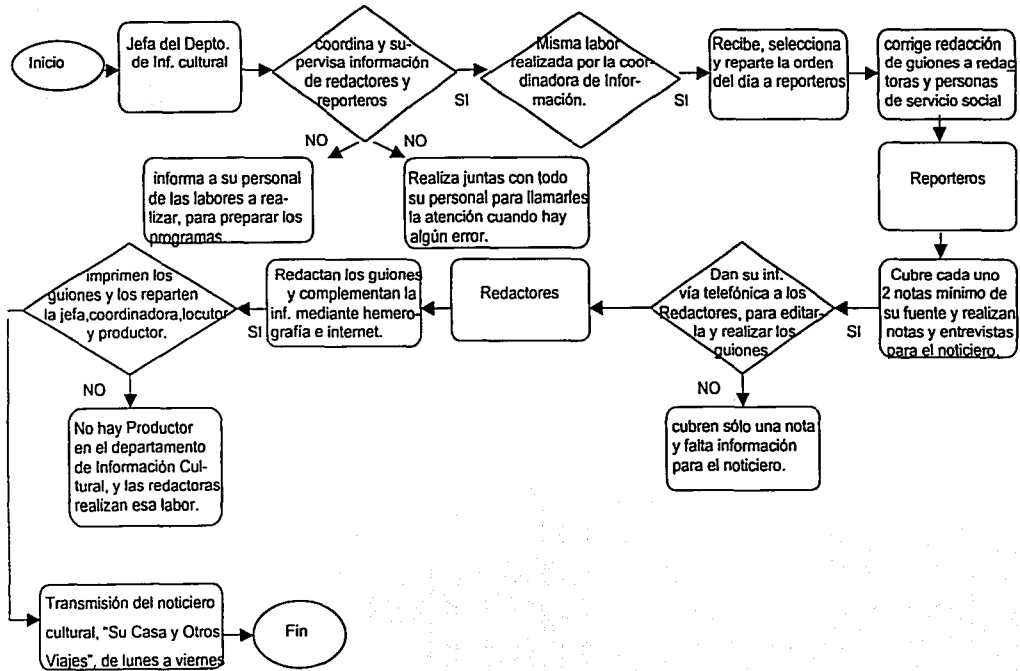 Inicio
Jefa del Depto.
de Inf. cultural
coordina y su-
pervisa información
de redactores y
reporteros
SI
NO
NO
Misma labor
realizada por la coor-
dinadora de Infor-
mación.
SI
Recibe, selecciona
y reparte la orden
del día a reporteros
corrige redacción
de guiones a redac
toras y personas
de servicio social
informa a su personal
de las labores a rea-
lizar, para preparar los
programas.
Realiza juntas con todo
su personal para llamarles
la atención cuando hay
algún error.
Reporteros
Cubre cada uno
2 notas mínimo de
su fuente y realizan
notas y entrevistas
para el noticiero.
SI
Dan su inf.
vía telefónica a los
Redactores, para editar-
la y realizar los
guiones
NO
cubren sólo una nota
y falta información
para el noticiero.
Redactores
Redactan los guiones
y complementan la
inf. mediante hemero-
grafía e internet.
SI
imprimen los
guiones y los reparten
la jefa,coordinadora,locutor
y productor.
NO
No hay Productor
en el departamento
de Información Cul-
tural, y las redactoras
realizan esa labor.
Transmisión del noticiero
cultural, "Su Casa y Otros
Viajes", de lunes a viernes
Fin